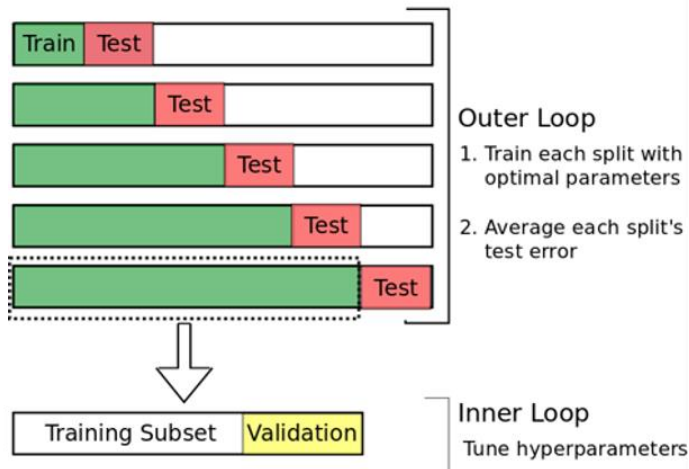 Train Test
Test
Test
Test
Test
Outer Loop
1. Train each split with
optimal parameters
2. Average each split's
test error
Training Subset Validation
Inner Loop
Tune hyperparameters